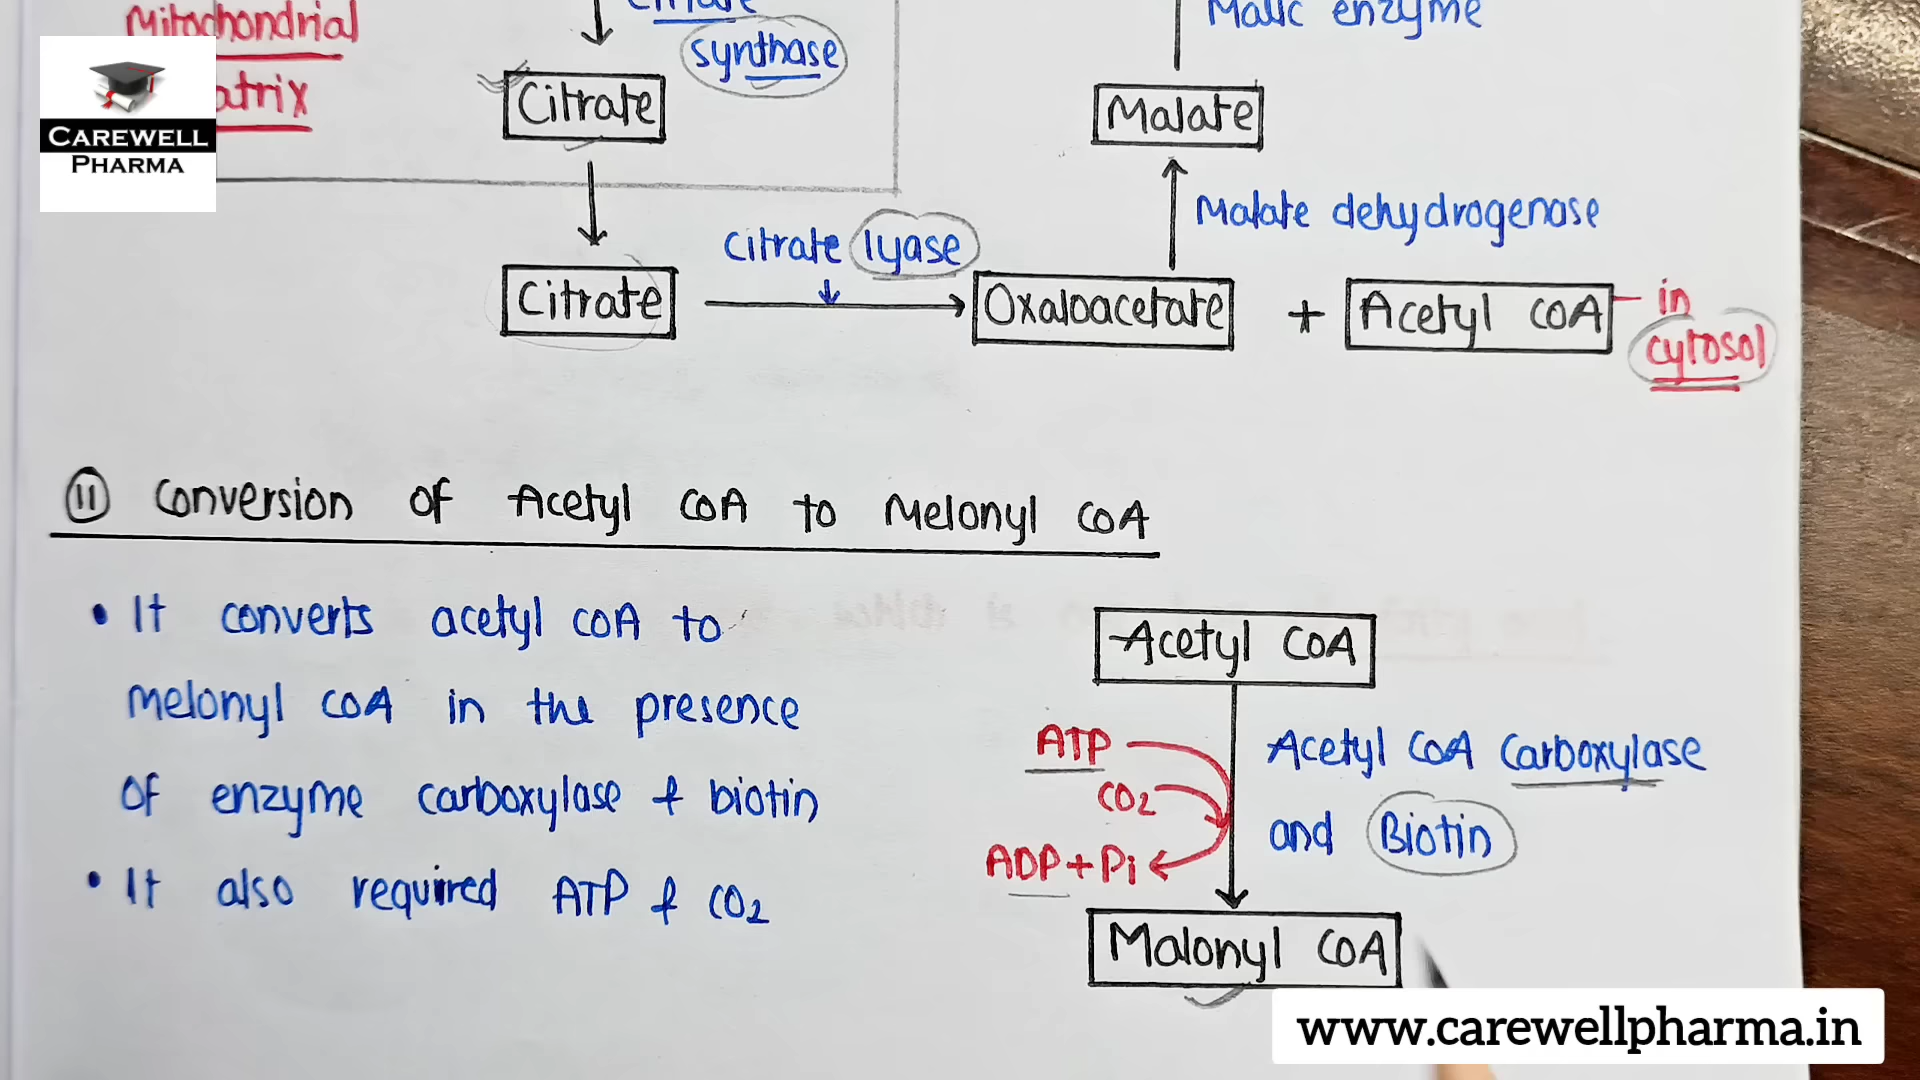 Mitochondrial
atrix
CAREWELL
PHARMA
Citrate
synthase
Malic enzyme
Citrate
Malate
Malate dehydrogenase
citrate lyase
Citrate
Oxaloacetate + Acetyl COA in
cytosol
II Conversion of Acetyl COA to Melonyl COA
• It converts acetyl COA to
Melonyl COA in the presence
of enzyme carboxylase & biotin
• It also required ATP & CO2
Acetyl COA
ATP
CO2
ADP + Pi
Acetyl COA Carboxylase
and Biotin
Malonyl COA
www.carewellpharma.in